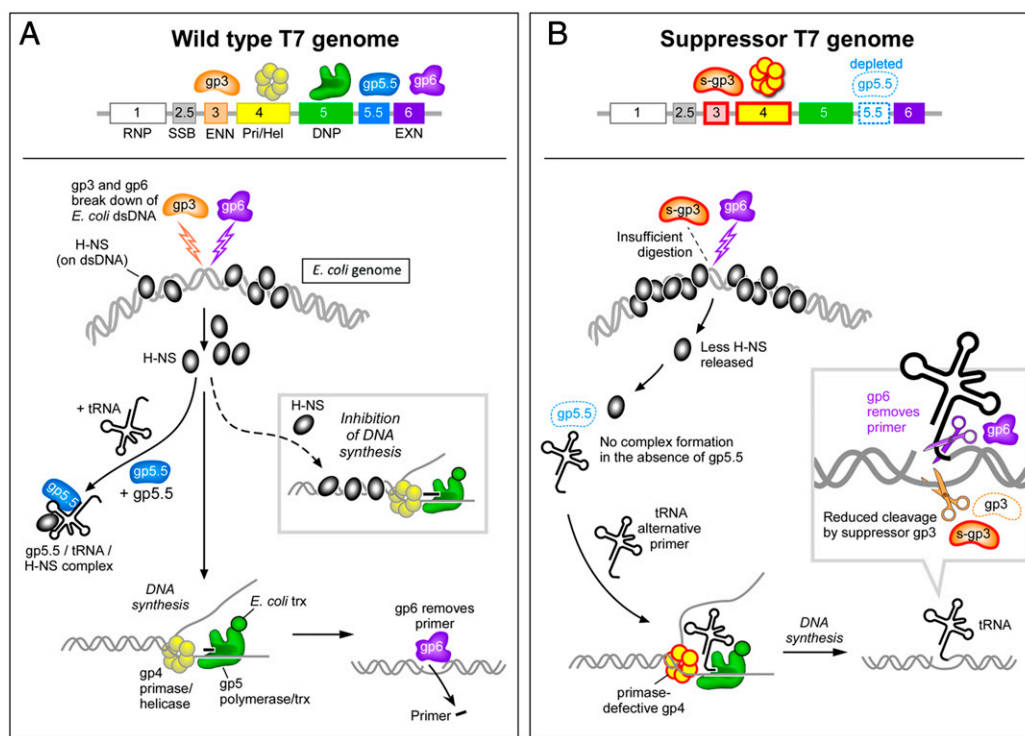 A
Wild type T7 genome
gp3
gp5.5
gp6
1
2.5
3
4
5
5.5
6
RNP
SSB
ENN
Pri/Hel
DNP
EXN
gp3 and gp6
break down of
E. coli dsDNA
gp3
gp6
H-NS
(on dsDNA)
E. coli genome
H-NS
+ tRNA
gp5.5
+ gp5.5
gp5.5
gp5.5 / tRNA /
H-NS complex
H-NS
Inhibition
of DNA
synthesis
DNA
synthesis
E. coli trx
gp4
primase/
helicase
gp5
polymerase/trx
gp6 removes
primer
gp6
Primer
B
Suppressor T7 genome
depleted
s-gp3
gp5.5
1
2.5
3
4
5
5.5
6
s-gp3
gp6
Insufficient
digestion
Less H-NS
released
gp5.5
No complex formation
in the absence of gp5.5
tRNA
alternative
primer
gp6
removes
primer
gp6
Reduced cleavage
by suppressor gp3
gp3
s-gp3
primase-
defective gp4
DNA
synthesis
tRNA